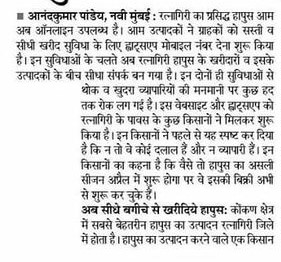 ■ आनंदकुमार पांडेय, नवी मुंबई : रत्नागिरी का प्रसिद्ध हापुस आम
अब ऑनलाइन उपलब्ध है। आम उत्पादकों ने ग्राहकों को सस्ती व
सीधी खरीद सुविधा के लिए ह्वाट्सएप मोबाइल नंबर देना शुरू किया
है। इन सुविधाओं के चलते अब रत्नागिरी हापुस के खरीदारों व इसके
उत्पादकों के बीच सीधा संपर्क बन गया है। इन दोनों ही सुविधाओं से
थोक व खुदरा व्यापारियों की मनमानी पर कुछ हद
तक रोक लग गई है। इस वेबसाइट और ह्वाट्सएप को
रत्नागिरी के पावस के कुछ किसानों ने मिलकर शुरू
किया है। इन किसानों ने पहले से यह स्पष्ट कर दिया
है कि न तो वे कोई दलाल हैं और न व्यापारी हैं। इन
किसानों का कहना है कि वैसे तो हापुस का असली
सीजन अप्रैल में शुरू होगा पर वे इसकी बिक्री अभी
से शुरू कर चुके हैं।
अब सीधे बगीचे से खरीदिये हापुस: कोंकण क्षेत्र
में सबसे बेहतरीन हापुस का उत्पादन रत्नागिरी जिले
में होता है। हापुस का उत्पादन करने वाले एक किसान